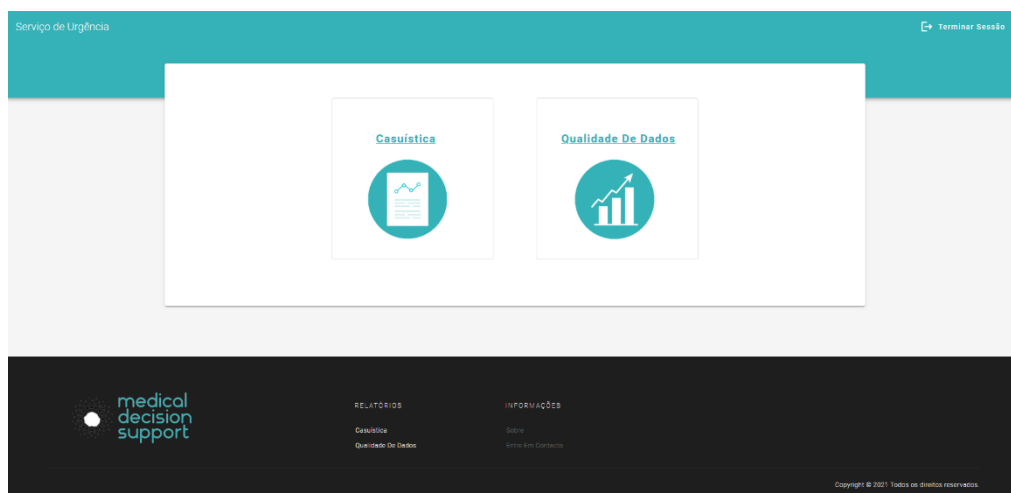 Serviço de Urgência
Terminar Sessão
Casuística
Qualidade De Dados
medical
decision
support
RELATÓRIOS
INFORMAÇÕES
Casuística
Sobre
Qualidade De Dados
Entre Em Contacto
Copyright © 2021 Todos os direitos reservados.